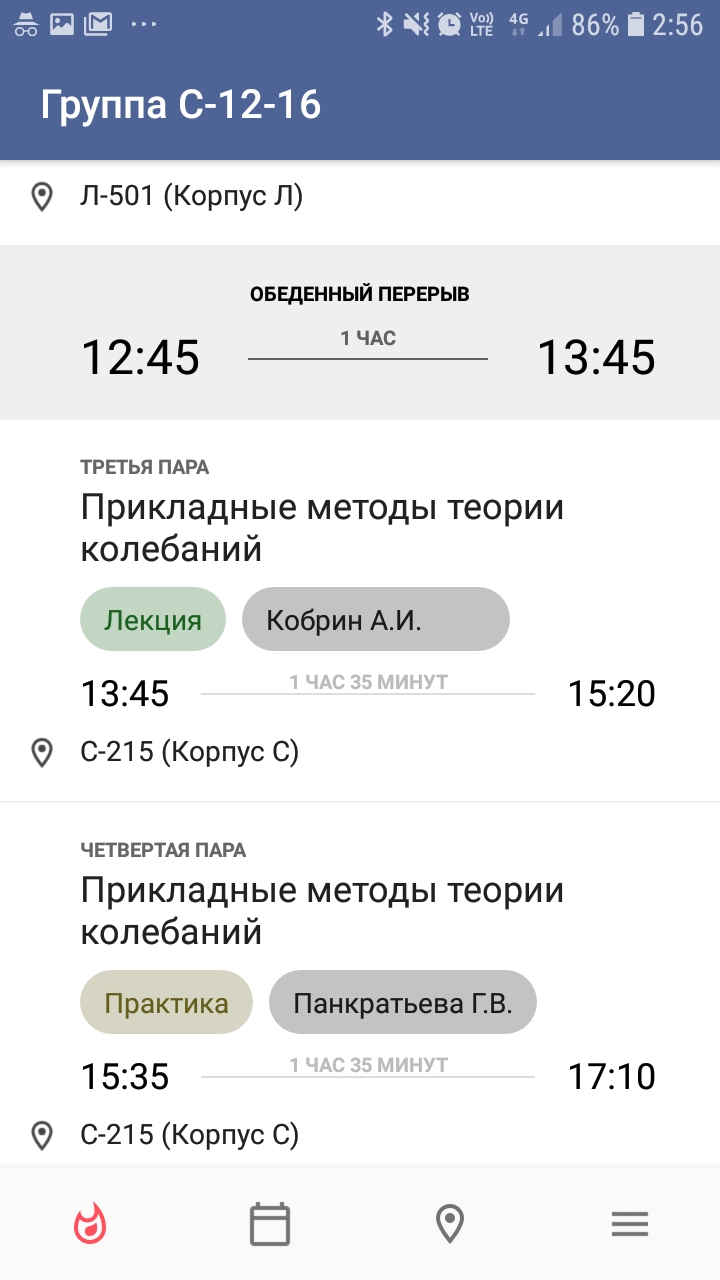 Vo)) LTE 4G 86% 2:56
Группа С-12-16
Л-501 (Корпус Л)
ОБЕДЕННЫЙ ПЕРЕРЫВ
12:45 1 ЧАС 13:45
ТРЕТЬЯ ПАРА
Прикладные методы теории
колебаний
Лекция Кобрин А.И.
13:45 1 ЧАС 35 МИНУТ 15:20
С-215 (Корпус С)
ЧЕТВЕРТАЯ ПАРА
Прикладные методы теории
колебаний
Практика Панкратьева Г.В.
15:35 1 ЧАС 35 МИНУТ 17:10
С-215 (Корпус С)